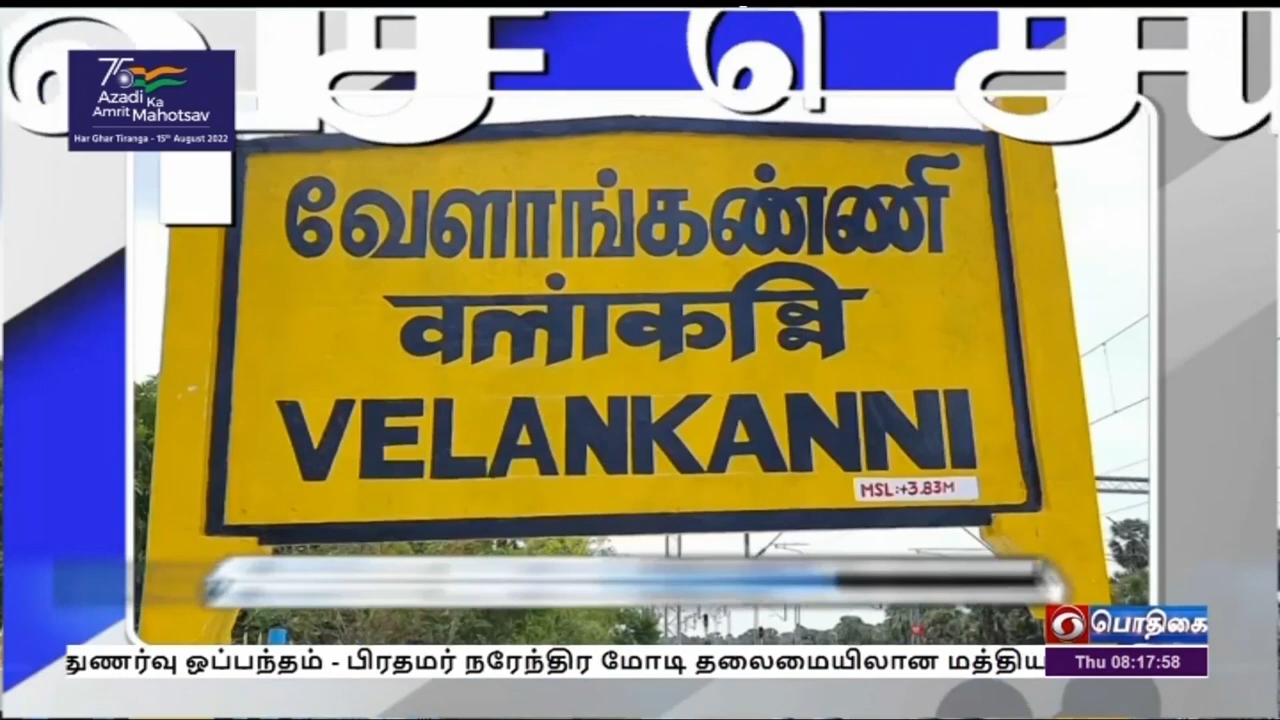 75
Azadi Ka
Amrit Mahotsav
Har Ghar Tiranga - 15th August 2022
வேளாங்கண்ணி
VELANKANNI
MSL:+3.83M
பொதிகை
துணர்வு ஒப்பந்தம் - பிரதமர் நரேந்திர மோடி தலைமையிலான மத்திய
Thu 08:17:58